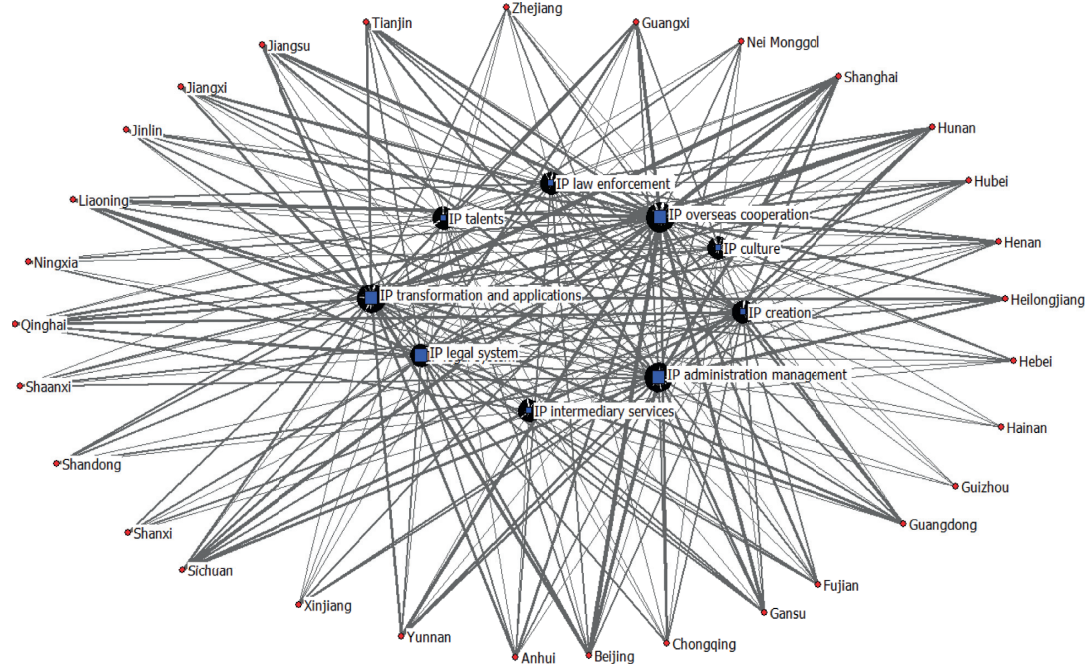 Zhejiang
Tianjin
Guangxi
Jiangsu
Nei Monggol
Shanghai
Jiangxi
Jinlin
Hunan
Hubei
IP law enforcement
Liaoning
IP talents
IP overseas cooperation
Henan
IP culture
Ningxia
IP transformation and applications
Heilongjiang
IP creation
Qinghai
IP legal system
Hebei
IP administration management
Shaanxi
IP intermediary services
Hainan
Shandong
Guizhou
Guangdong
Shanxi
Sichuan
Fujian
Xinjiang
Gansu
Yunnan
Chongqing
Anhui
Beijing